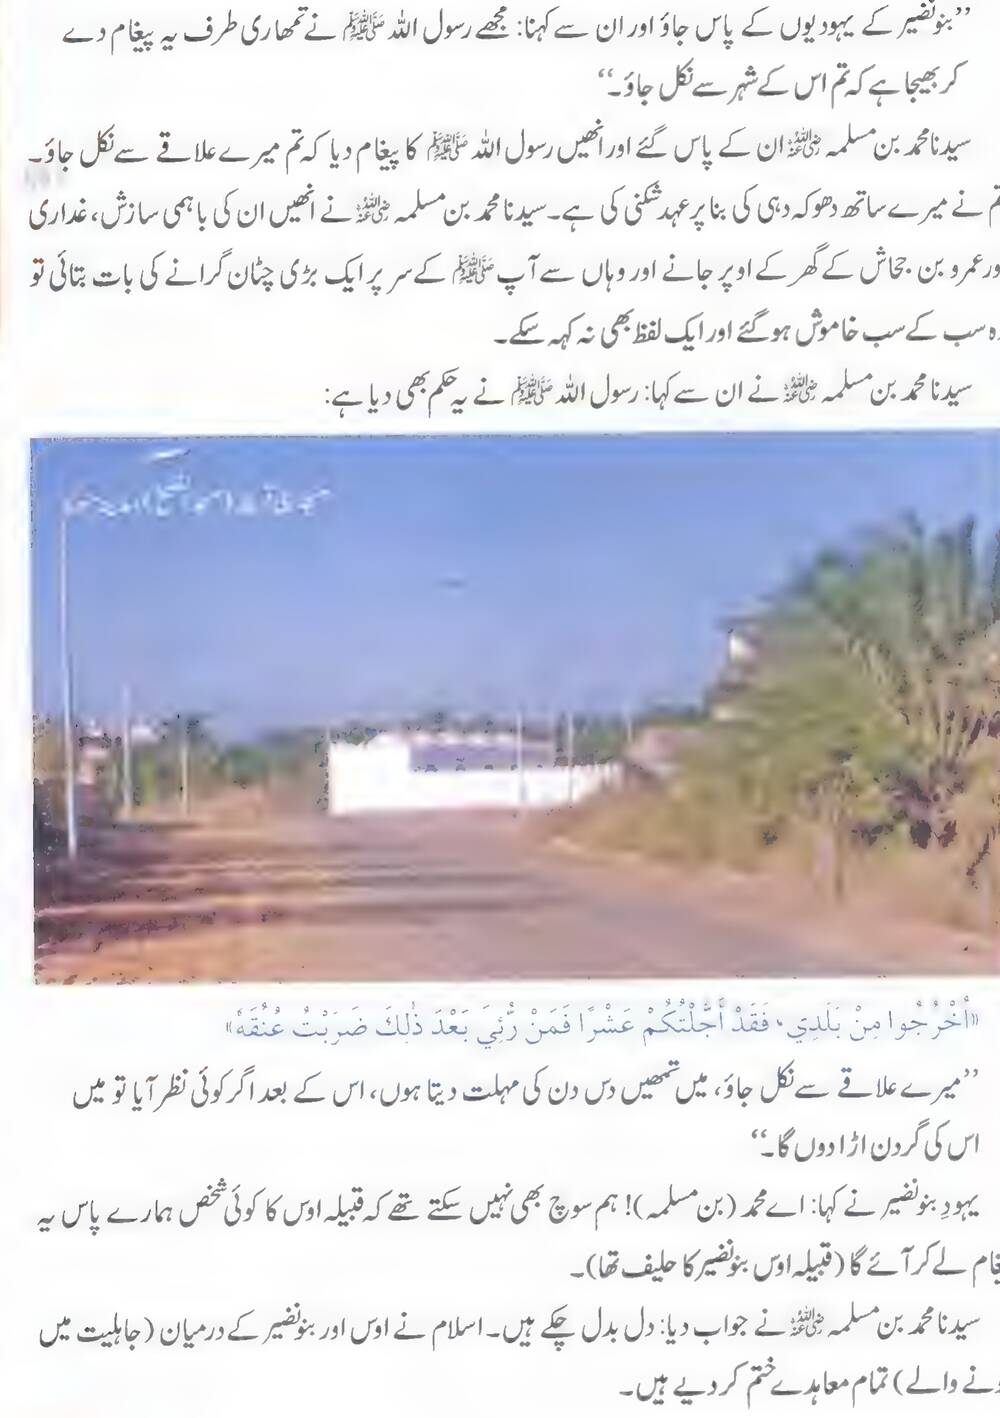 ”بنونضیر کے یہودیوں کے پاس جاؤ اور ان سے کہنا: مجھے رسول اللہ ﷺ نے تمھاری طرف یہ پیغام دے
کر بھیجا ہے کہ تم اس کے شہر سے نکل جاؤ۔“
سیدنا محمد بن مسلمہ رضی اللہ عنہ ان کے پاس گئے اور انھیں رسول اللہ ﷺ کا پیغام دیا کہ تم میرے علاقے سے نکل جاؤ۔
تم نے میرے ساتھ دھوکہ دہی کی بنا پر عہد شکنی کی ہے۔ سیدنا محمد بن مسلمہ رضی اللہ عنہ نے انھیں ان کی باہمی سازش، غداری
ور عمرو بن جحاش کے گھر کے اوپر جانے اور وہاں سے آپ ﷺ کے سر پر ایک بڑی چٹان گرانے کی بات بتائی تو
ہ سب کے سب خاموش ہو گئے اور ایک لفظ بھی نہ کہہ سکے۔
سیدنا محمد بن مسلمہ رضی اللہ عنہ نے ان سے کہا: رسول اللہ ﷺ نے یہ حکم بھی دیا ہے:
«اُخْرُجُوا مِنْ بَلَدِي، فَقَدْ أَجَّلْتُكُمْ عَشْرًا فَمَنْ رُّئِيَ بَعْدَ ذٰلِكَ ضَرَبْتُ عُنُقَهٗ»
”میرے علاقے سے نکل جاؤ، میں تمھیں دس دن کی مہلت دیتا ہوں، اس کے بعد اگر کوئی نظر آیا تو میں
اس کی گردن اڑا دوں گا۔“
یہودِ بنونضیر نے کہا: اے محمد (بن مسلمہ)! ہم سوچ بھی نہیں سکتے تھے کہ قبیلہ اوس کا کوئی شخص ہمارے پاس یہ
غام لے کر آئے گا (قبیلہ اوس بنونضیر کا حلیف تھا)۔
سیدنا محمد بن مسلمہ رضی اللہ عنہ نے جواب دیا: دل بدل چکے ہیں۔ اسلام نے اوس اور بنونضیر کے درمیان (جاہلیت میں
ونے والے) تمام معاہدے ختم کر دیے ہیں۔